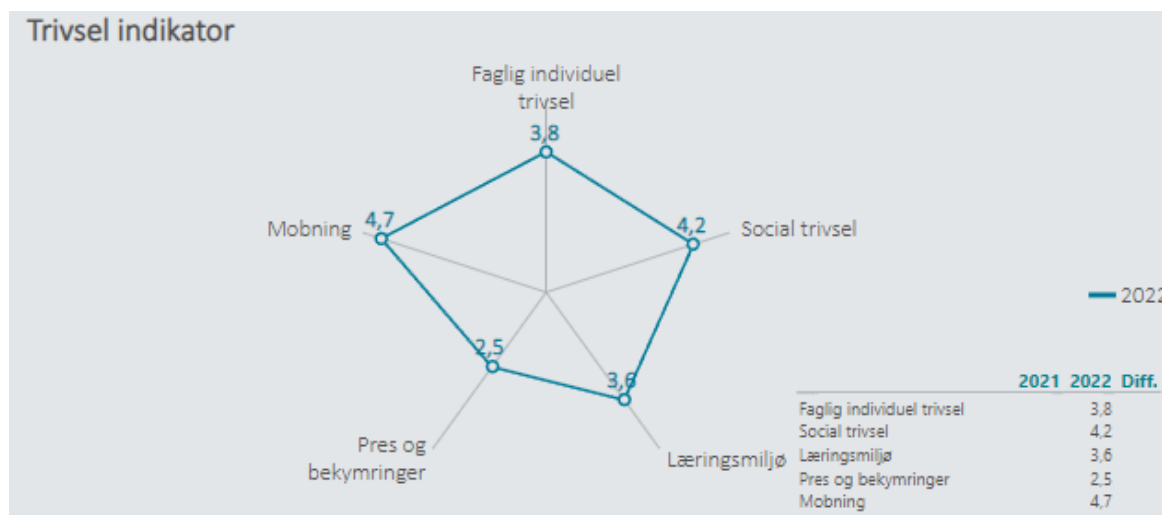 Trivsel indikator
Faglig individuel
trivsel
3,8
Mobning
4,7
4,2
Social trivsel
2022
2,5
3,6
Pres og
bekymringer
Læringsmiljø
2021 2022 Diff.
Faglig individuel trivsel 3,8
Social trivsel 4,2
Læringsmiljø 3,6
Pres og bekymringer 2,5
Mobning 4,7